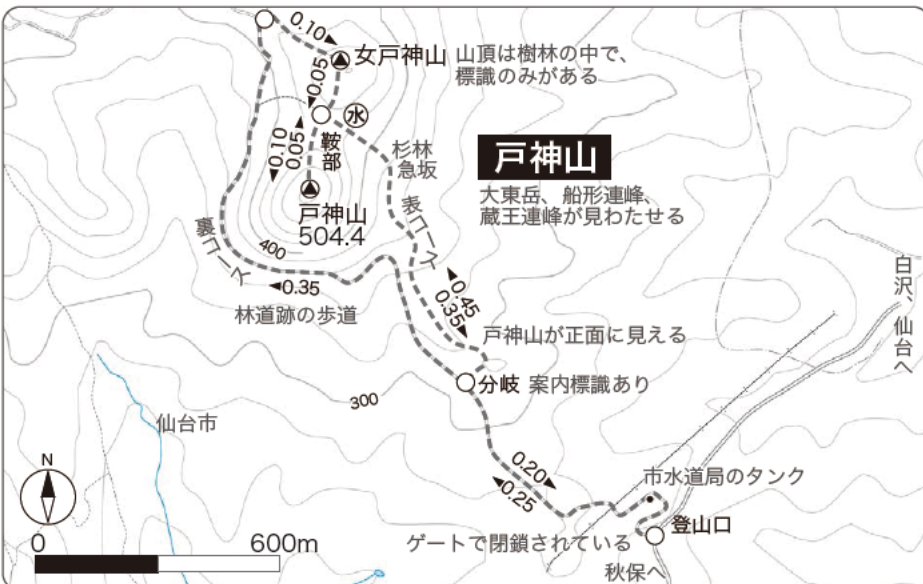 0.10
女戸神山
山頂は樹林の中で、
標識のみがある
0.05
水
鞍部
0.10
0.05
杉林
急坂
戸神山
大東岳、船形連峰、
蔵王連峰が見わたせる
戸神山
504.4
表コース
裏コース
400
0.35
林道跡の歩道
0.45
0.35
戸神山が正面に見える
白沢、仙台へ
分岐 案内標識あり
300
仙台市
0.20
0.25
市水道局のタンク
登山口
ゲートで閉鎖されている
秋保へ
N
0 600m